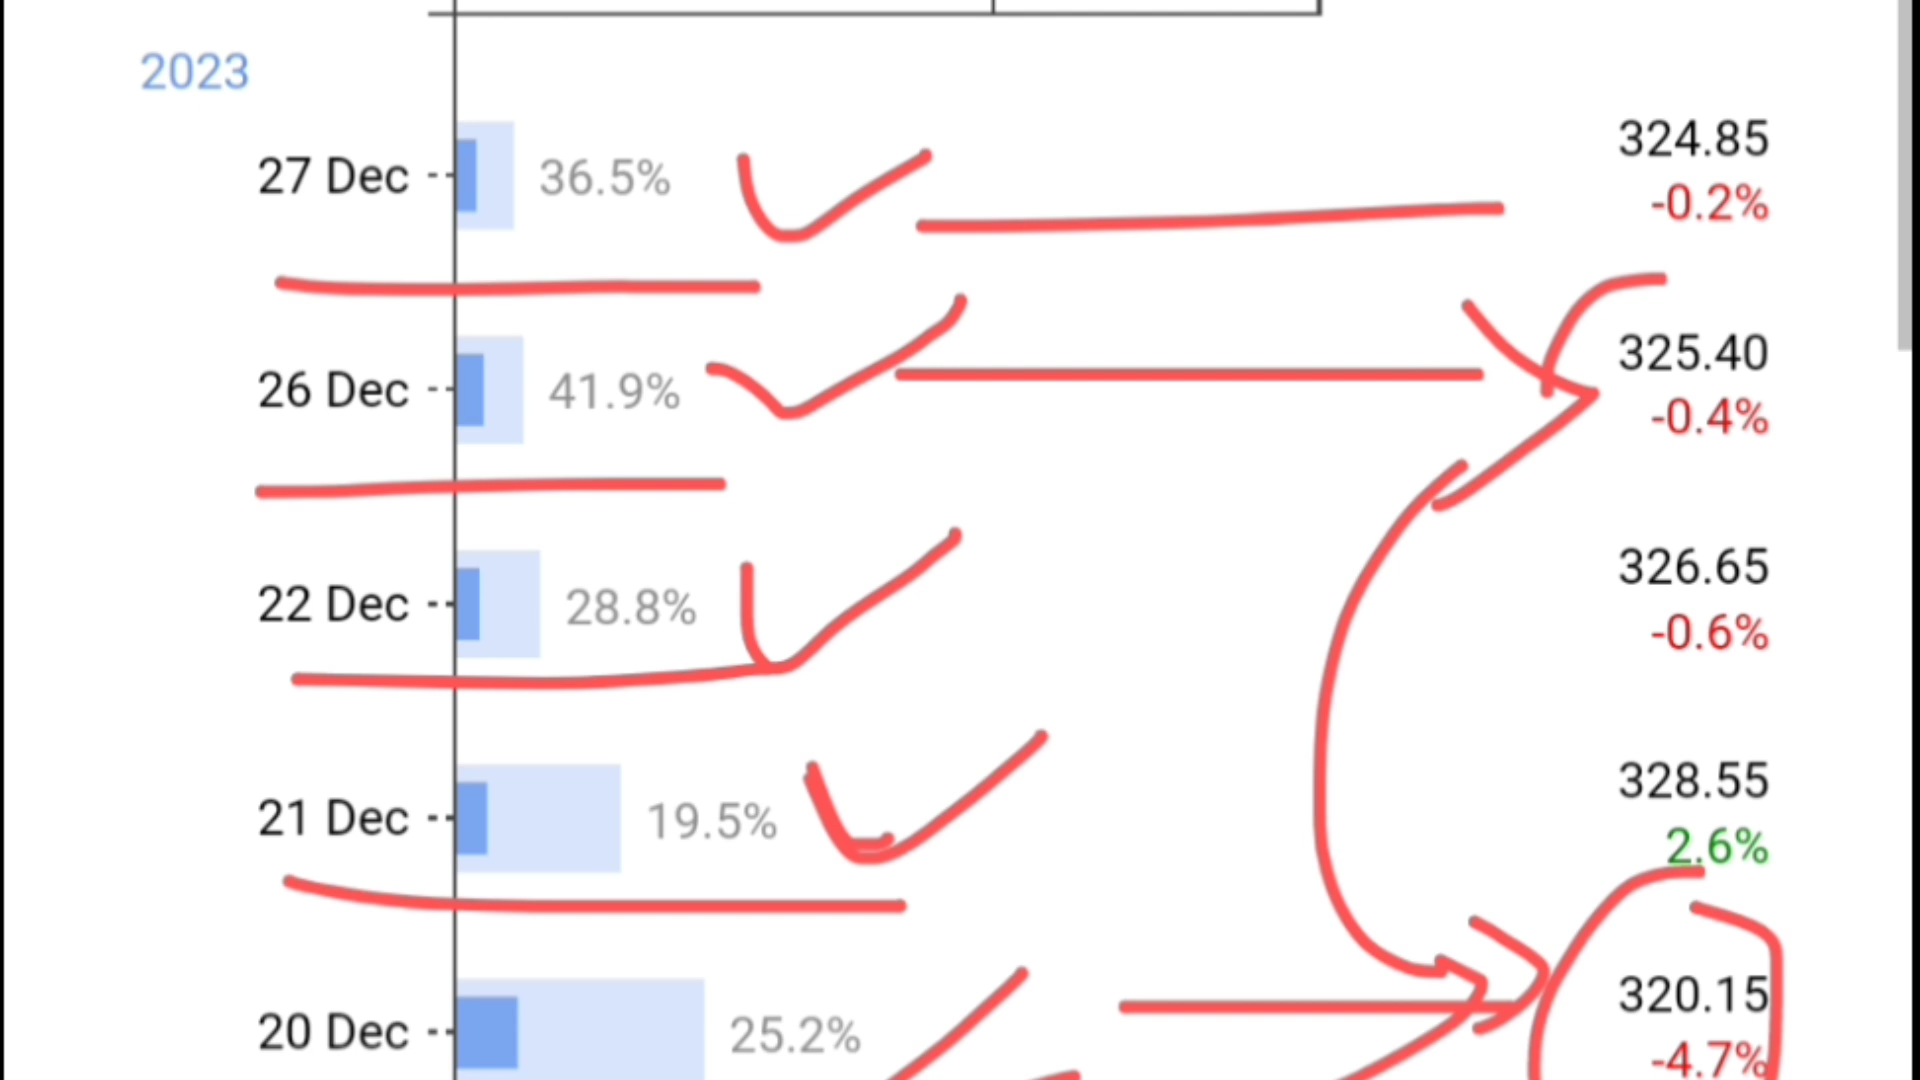 2023
27 Dec 36.5% 324.85
-0.2%
26 Dec 41.9% 325.40
-0.4%
22 Dec 28.8% 326.65
-0.6%
21 Dec 19.5% 328.55
2.6%
20 Dec 25.2% 320.15
-4.7%